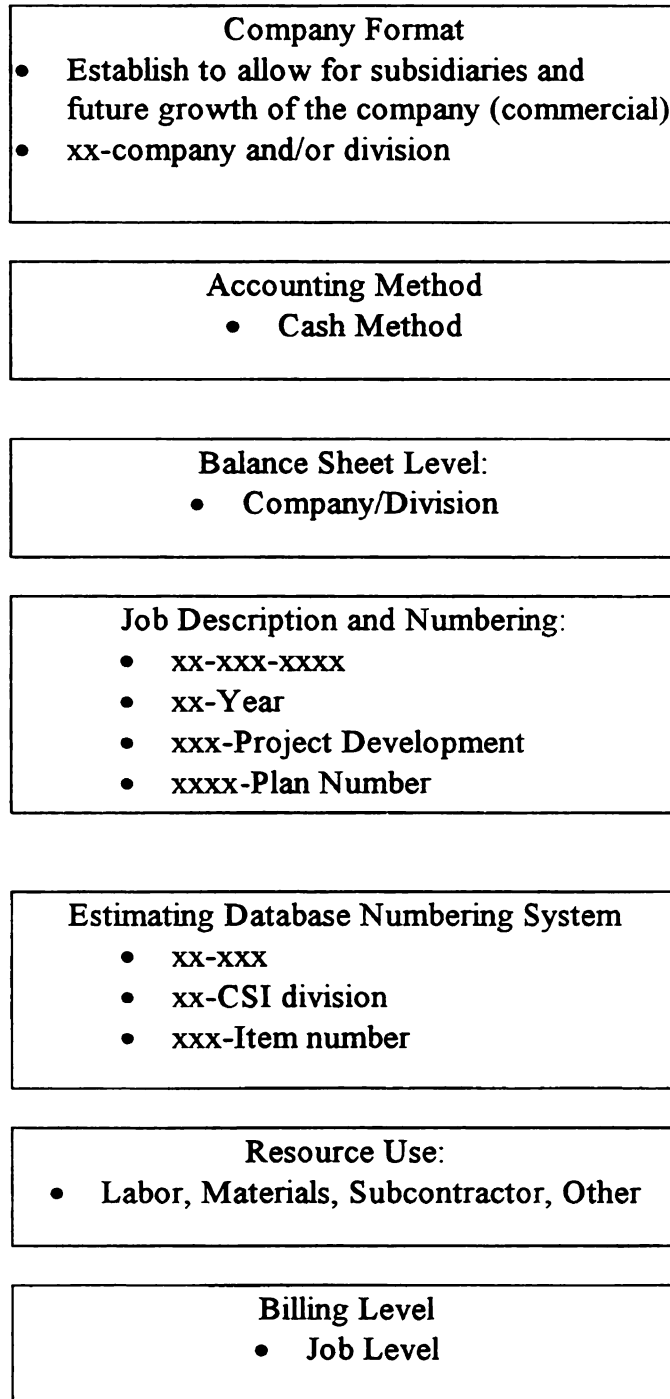 Company Format
• Establish to allow for subsidiaries and
future growth of the company (commercial)
• xx-company and/or division
Accounting Method
• Cash Method
Balance Sheet Level:
• Company/Division
Job Description and Numbering:
• xx-xxx-xxxx
• xx-Year
• xxx-Project Development
• xxxx-Plan Number
Estimating Database Numbering System
• xx-xxx
• xx-CSI division
• xxx-Item number
Resource Use:
• Labor, Materials, Subcontractor, Other
Billing Level
• Job Level